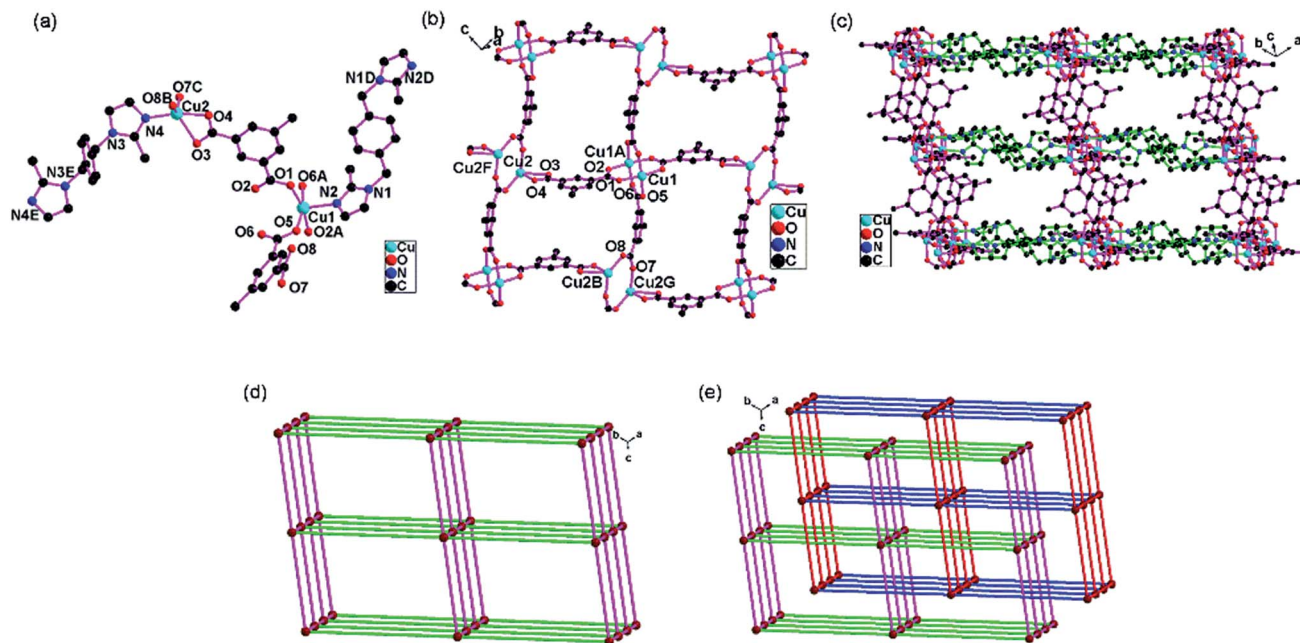 (a)
N1D
N2D
O7C
O8B
Cu2
O4
N3
N4
O3
N3E
N4E
O2
O1
O6A
N2
N1
Cu1
O5
O2A
O6
O8
O7
Cu
O
N
C
(b)
c
b
a
Cu1A
Cu2
O3
O2
Cu2F
O4
O1
O6
Cu1
O5
O8
O7
Cu2B
Cu2G
Cu
O
N
C
(c)
c
b
a
Cu
O
N
C
(d)
b
a
c
(e)
b
a
c